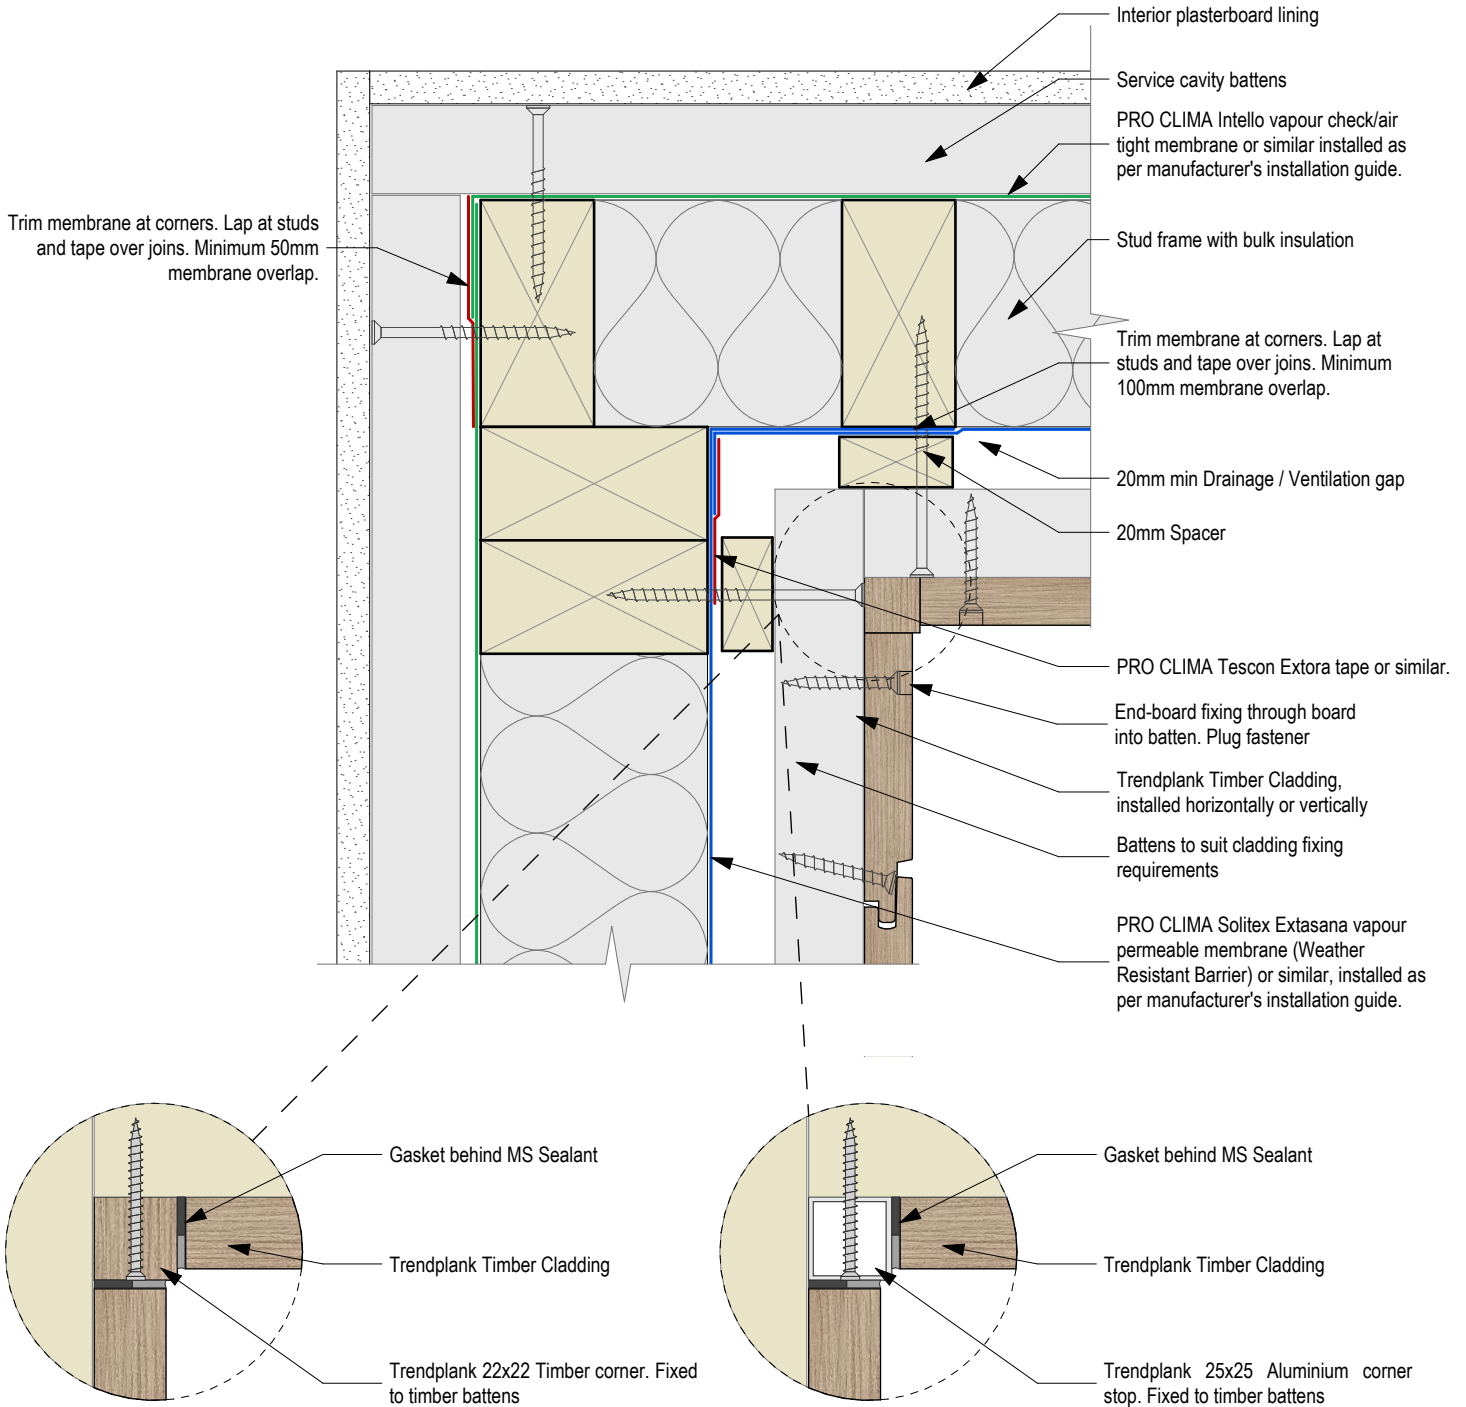 Interior plasterboard lining
Service cavity battens
PRO CLIMA Intello vapour check/air
tight membrane or similar installed as
per manufacturer's installation guide.
Trim membrane at corners. Lap at studs
and tape over joins. Minimum 50mm
membrane overlap.
Stud frame with bulk insulation
Trim membrane at corners. Lap at
studs and tape over joins. Minimum
100mm membrane overlap.
20mm min Drainage / Ventilation gap
20mm Spacer
PRO CLIMA Tescon Extora tape or similar.
End-board fixing through board
into batten. Plug fastener
Trendplank Timber Cladding,
installed horizontally or vertically
Battens to suit cladding fixing
requirements
PRO CLIMA Solitex Extasana vapour
permeable membrane (Weather
Resistant Barrier) or similar, installed as
per manufacturer's installation guide.
Gasket behind MS Sealant
Trendplank Timber Cladding
Trendplank 22x22 Timber corner. Fixed
to timber battens
Gasket behind MS Sealant
Trendplank Timber Cladding
Trendplank 25x25 Aluminium corner
stop. Fixed to timber battens